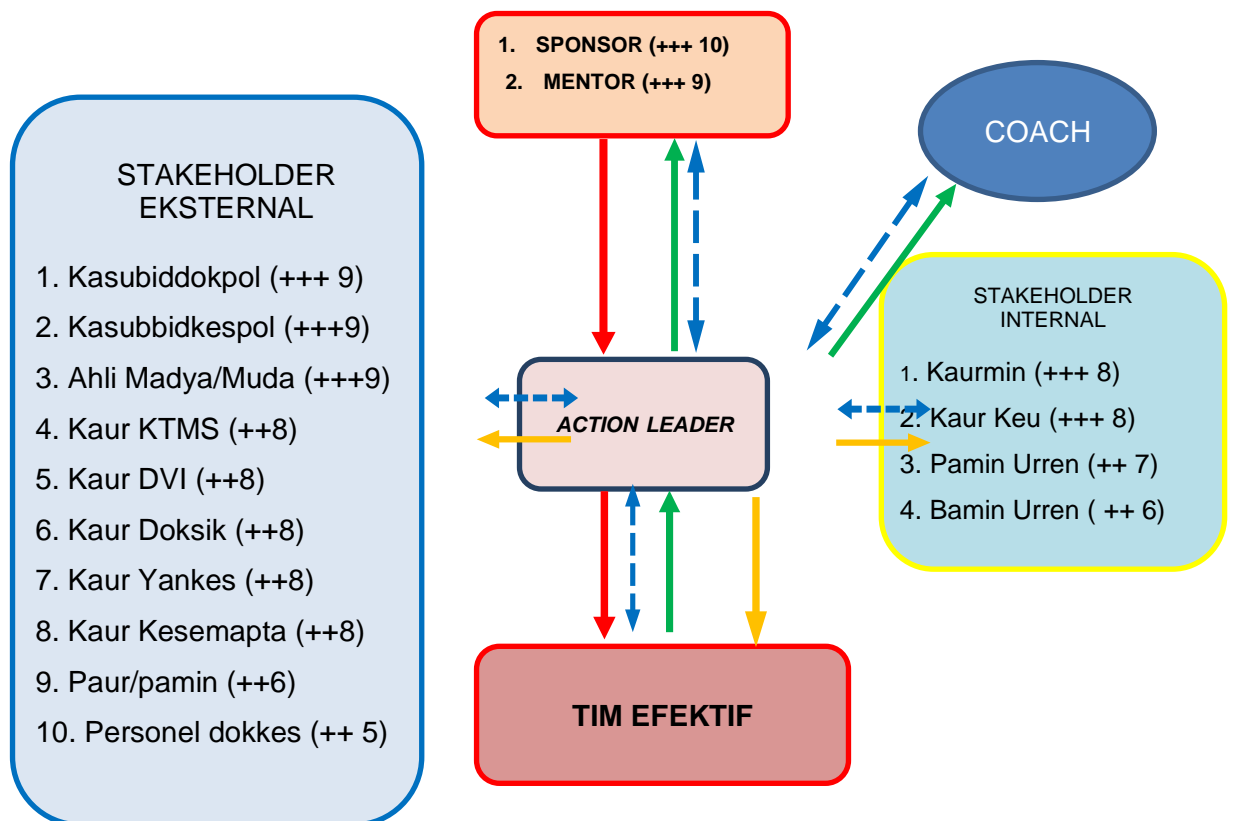 1. SPONSOR (+++ 10)
2. MENTOR (+++ 9)
COACH
STAKEHOLDER
EKSTERNAL
1. Kasubiddokpol (+++ 9)
2. Kasubbidkespol (+++9)
3. Ahli Madya/Muda (+++9)
4. Kaur KTMS (++8)
5. Kaur DVI (++8)
6. Kaur Doksik (++8)
7. Kaur Yankes (++8)
8. Kaur Kesemapta (++8)
9. Paur/pamin (++6)
10. Personel dokkes (++ 5)
ACTION LEADER
STAKEHOLDER
INTERNAL
1. Kaurmin (+++ 8)
2. Kaur Keu (+++ 8)
3. Pamin Urren (++ 7)
4. Bamin Urren ( ++ 6)
TIM EFEKTIF